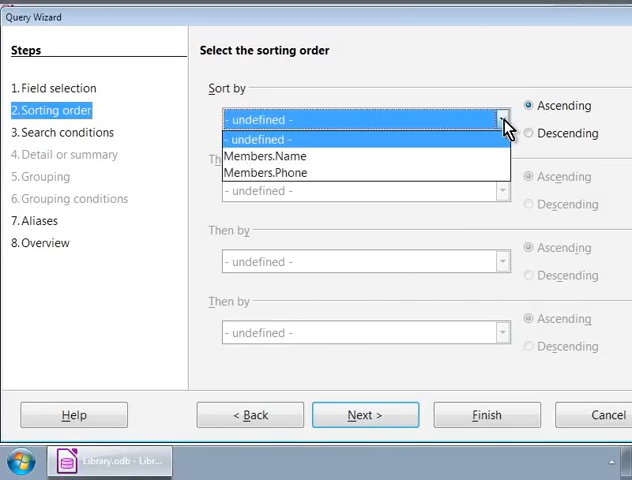 Query Wizard
Steps
1.Field selection
2.Sorting order
3.Search conditions
4.Detail or summary
5.Grouping
6.Grouping conditions
7.Aliases
8.Overview
Select the sorting order
Sort by
- undefined -
- undefined -
Members.Name
Members.Phone
Ascending
Descending
- undefined -
Ascending
Descending
Then by
- undefined -
Ascending
Descending
Then by
- undefined -
Ascending
Descending
Help
< Back
Next >
Finish
Cancel
Library.odb - Libr...